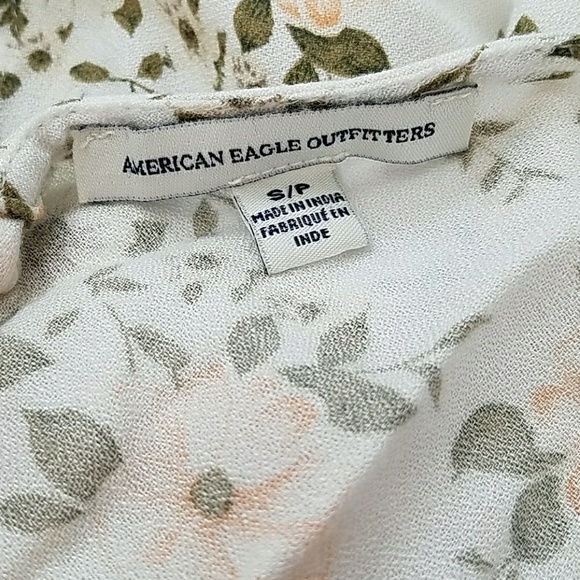 AMERICAN EAGLE OUTFITTERS
S/P
MADE IN INDIA
FABRIQUÉ EN
INDE